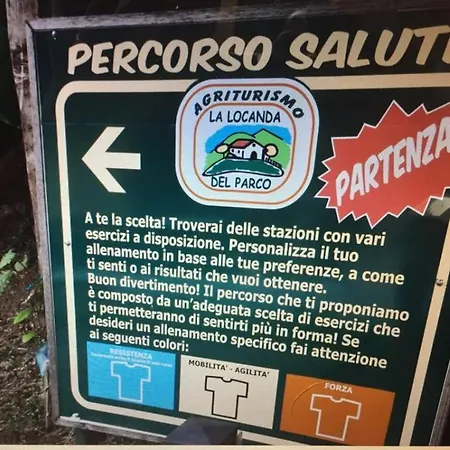 PERCORSO SALUTE
AGRITURISMO
LA LOCANDA
DEL PARCO
PARTENZA
A te la scelta! Troverai delle stazioni con vari
esercizi a disposizione. Personalizza il tuo
allenamento in base alle tue preferenze, a come
ti senti o ai risultati che vuoi ottenere.
Buon divertimento! Il percorso che ti proponiamo
è composto da un'adeguata scelta di esercizi che
ti permetteranno di sentirti più in forma! Se
desideri un allenamento specifico fai attenzione
ai seguenti colori:
RESISTENZA
MOBILITA' - AGILITA'
FORZA